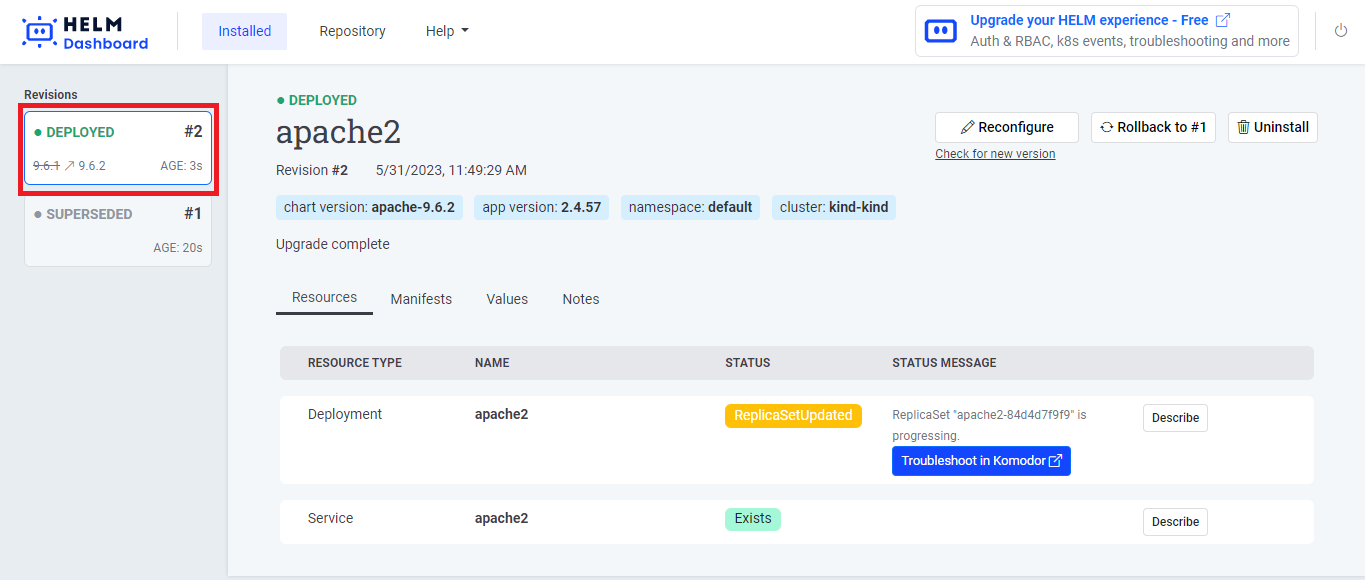 HELM
Dashboard
Installed
Repository
Help
Upgrade your HELM experience - Free
Auth & RBAC, k8s events, troubleshooting and more
Revisions
DEPLOYED #2
9.6.1 9.6.2 AGE: 3s
SUPERSEDED #1
AGE: 20s
DEPLOYED
apache2
Revision #2 5/31/2023, 11:49:29 AM
Reconfigure
Rollback to #1
Uninstall
Check for new version
chart version: apache-9.6.2
app version: 2.4.57
namespace: default
cluster: kind-kind
Upgrade complete
Resources
Manifests
Values
Notes
RESOURCE TYPE NAME STATUS STATUS MESSAGE
Deployment apache2 ReplicaSetUpdated
ReplicaSet "apache2-84d4d7f9f9" is
progressing.
Troubleshoot in Komodor
Describe
Service apache2 Exists
Describe